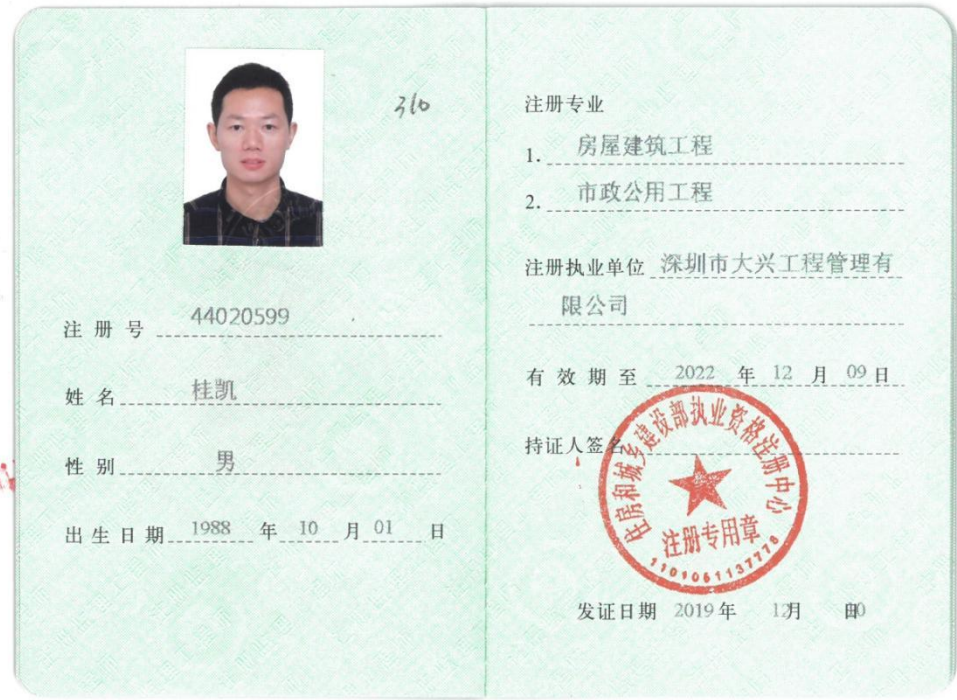 310
注册号 44020599
姓名 桂凯
性别 男
出生日期 1988 年 10 月 01 日
注册专业
1. 房屋建筑工程
2. 市政公用工程
注册执业单位 深圳市大兴工程管理有
限公司
有效期至 2022 年 12 月 09 日
持证人签名
住房和城乡建设部执业资格注册中心
注册专用章
1101061137778
发证日期 2019 年 12 月 日